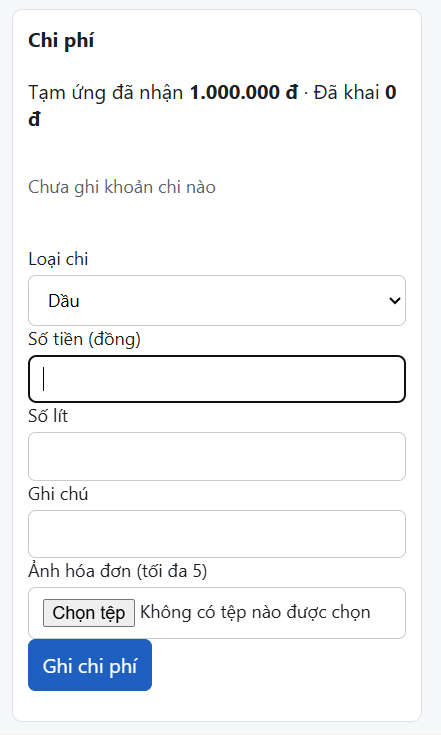 Chi phí
Tạm ứng đã nhận 1.000.000 đ · Đã khai 0
đ
Chưa ghi khoản chi nào
Loại chi
Dầu
Số tiền (đồng)
Số lít
Ghi chú
Ảnh hóa đơn (tối đa 5)
Chọn tệp Không có tệp nào được chọn
Ghi chi phí